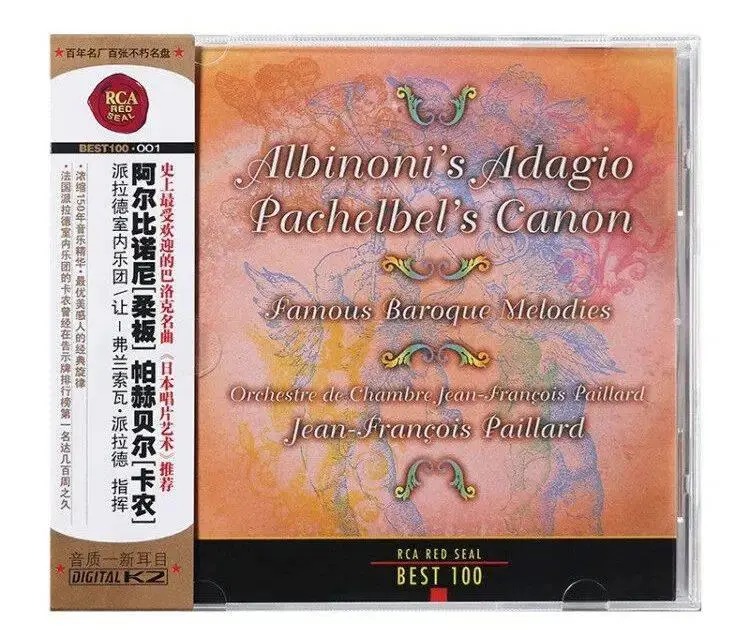 ★百年名厂百张不朽名盘★
RCA
RED
SEAL
BEST100·001
史上最受欢迎的巴洛克名曲 《日本唱片艺术》推荐
阿尔比诺尼[柔板] 帕赫贝尔[卡农]
派拉德室内乐团/让-弗兰索瓦·派拉德 指挥
·浓缩150年音乐精华·最优美感人的经典旋律
·法国派拉德室内乐团的卡农曾经在告示牌排行榜第一名达几百周之久
★音质一新耳目★
DIGITAL K2
Albinoni's Adagio
Pachelbel's Canon
Famous Baroque Melodies
Orchestre de Chambre Jean-François Paillard
Jean-François Paillard
RCA RED SEAL
BEST 100